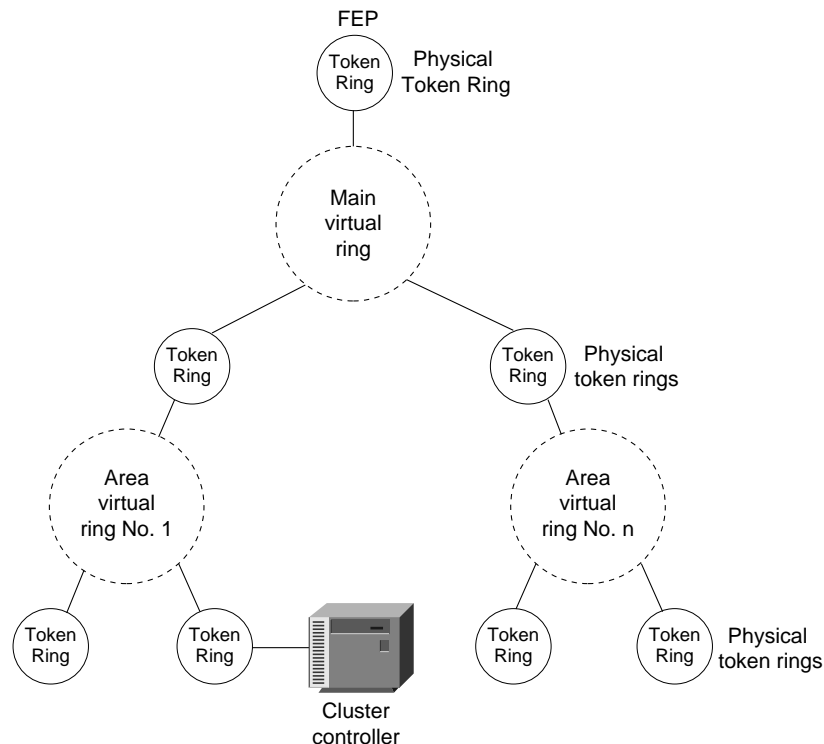 FEP
Token
Ring
Physical
Token Ring
Main
virtual
ring
Token
Ring
Token
Ring
Physical
token rings
Area
virtual
ring No. 1
Area
virtual
ring No. n
Token
Ring
Token
Ring
Token
Ring
Token
Ring
Physical
token rings
Cluster
controller